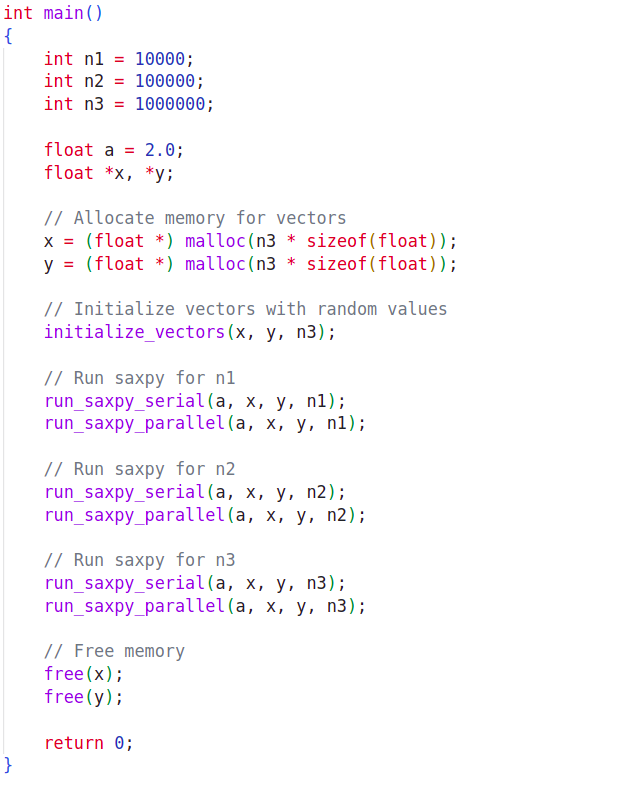 int main()
{
    int n1 = 10000;
    int n2 = 100000;
    int n3 = 1000000;

    float a = 2.0;
    float *x, *y;

    // Allocate memory for vectors
    x = (float *) malloc(n3 * sizeof(float));
    y = (float *) malloc(n3 * sizeof(float));

    // Initialize vectors with random values
    initialize_vectors(x, y, n3);

    // Run saxpy for n1
    run_saxpy_serial(a, x, y, n1);
    run_saxpy_parallel(a, x, y, n1);

    // Run saxpy for n2
    run_saxpy_serial(a, x, y, n2);
    run_saxpy_parallel(a, x, y, n2);

    // Run saxpy for n3
    run_saxpy_serial(a, x, y, n3);
    run_saxpy_parallel(a, x, y, n3);

    // Free memory
    free(x);
    free(y);

    return 0;
}